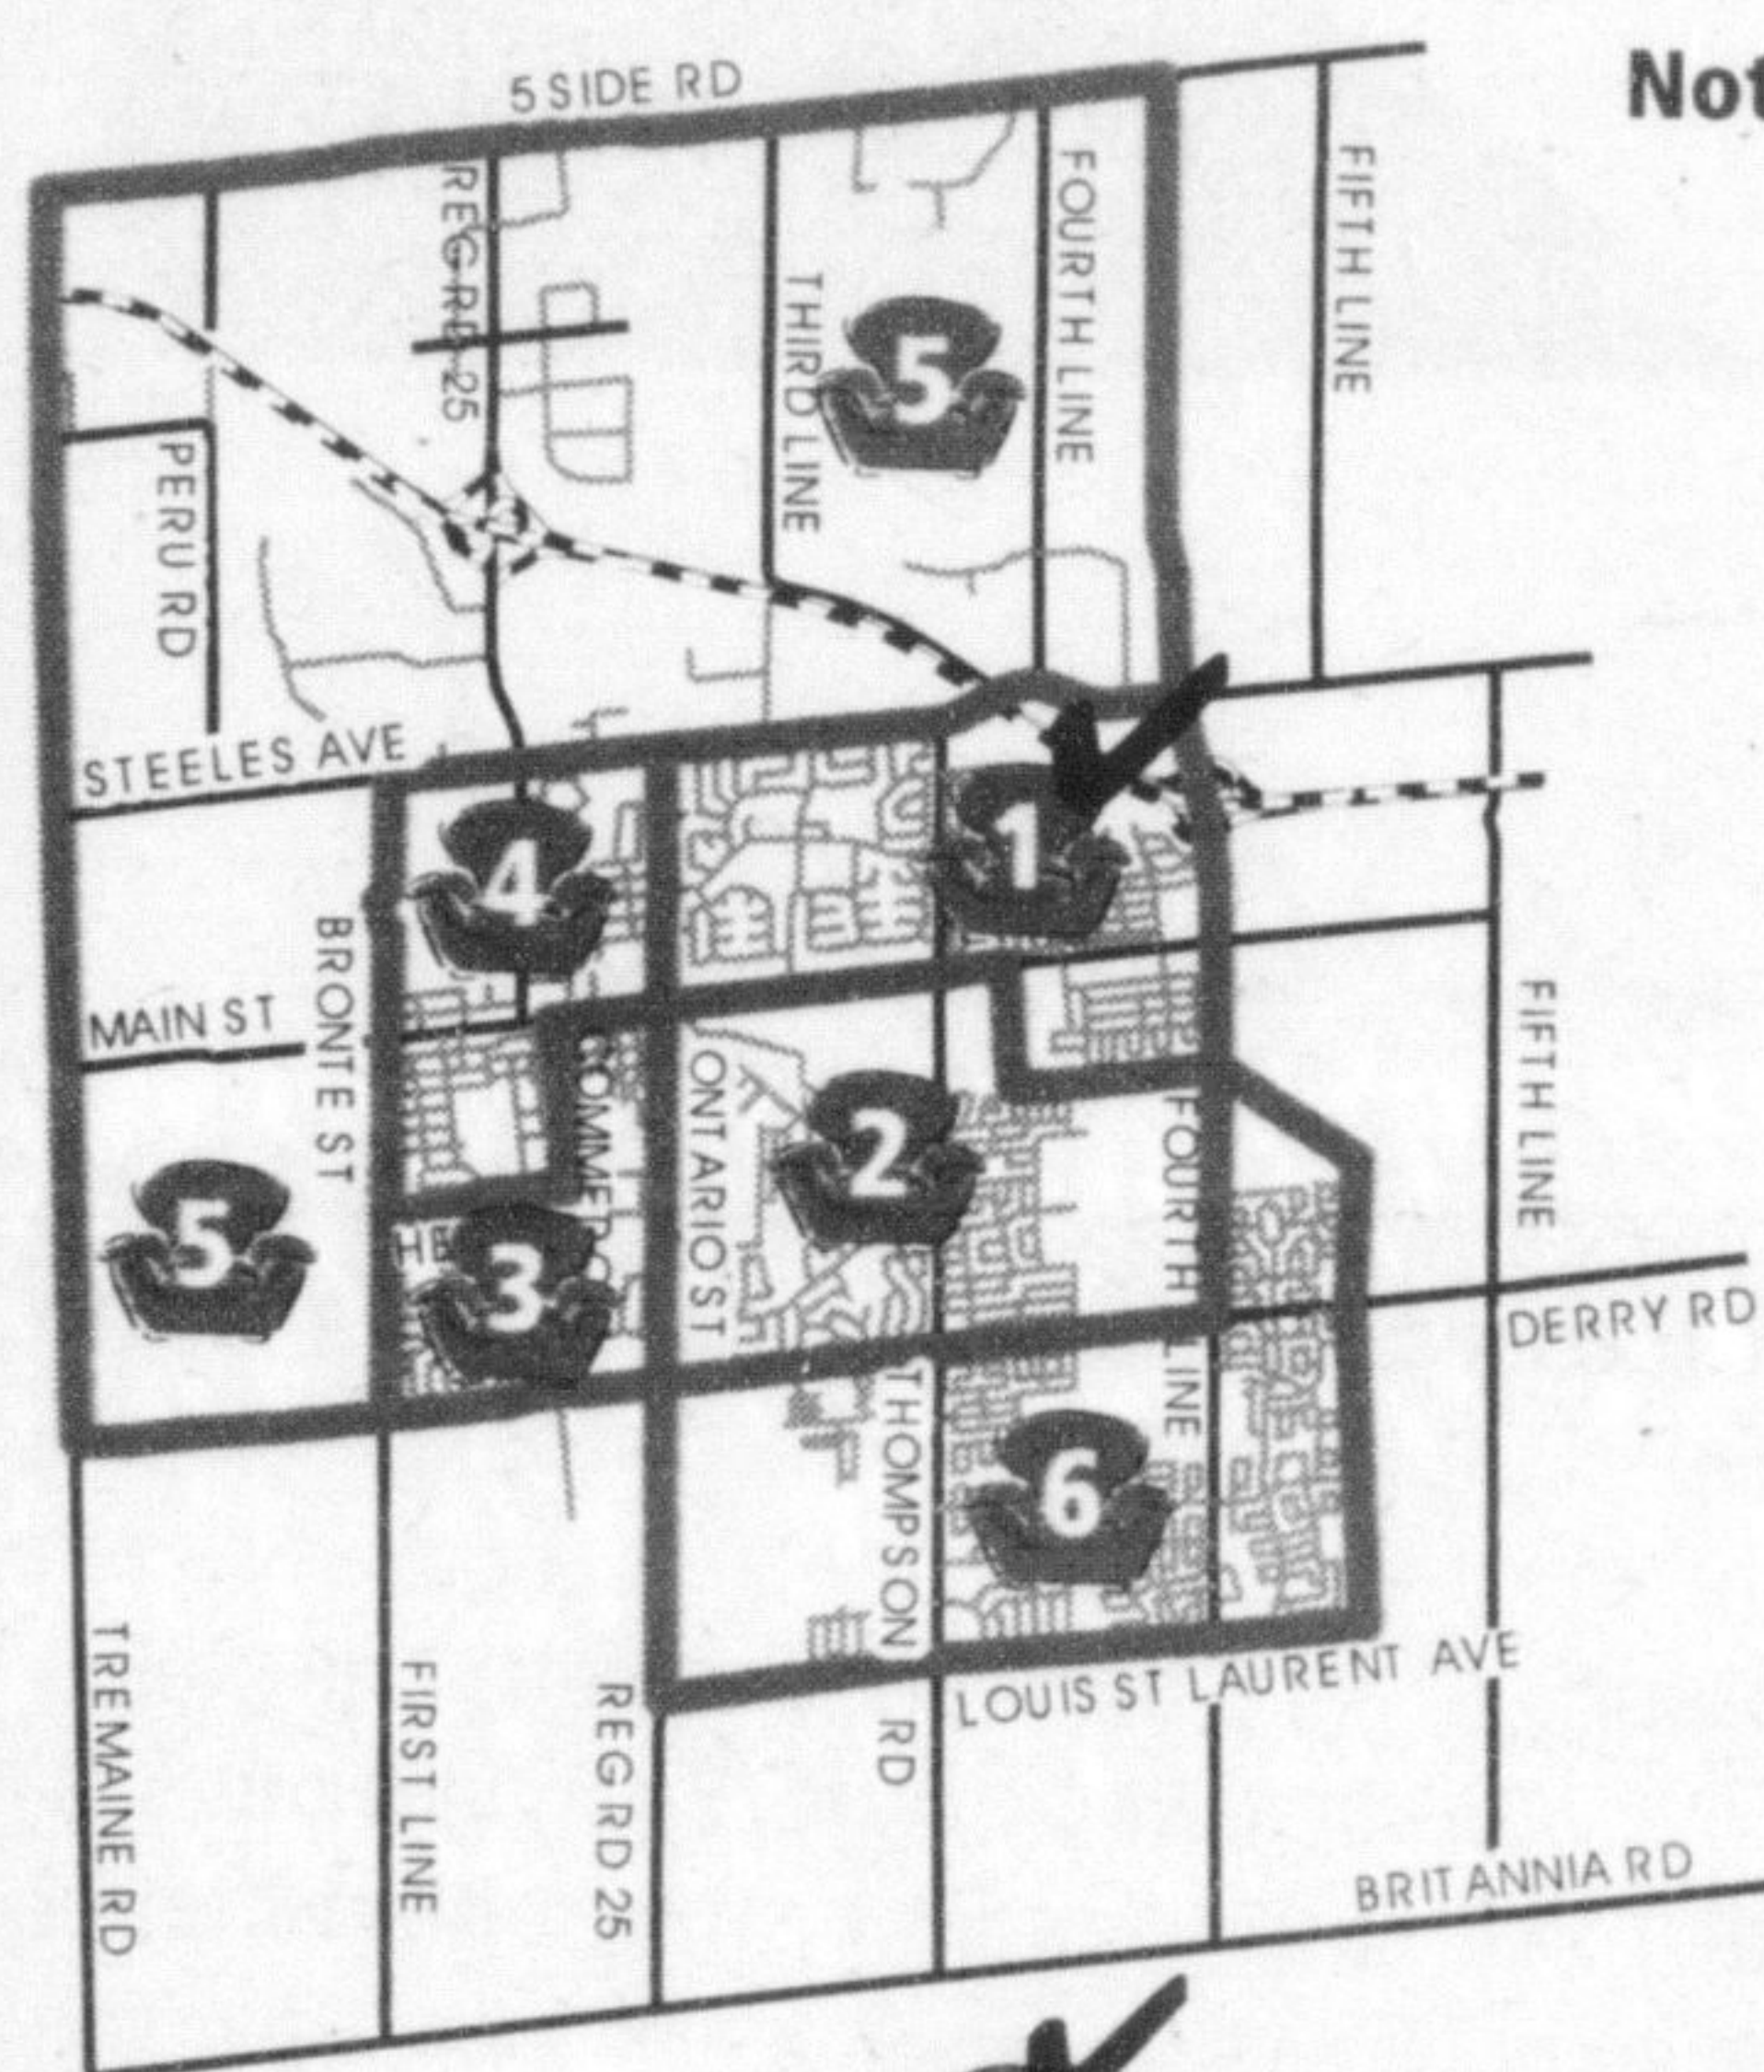 Not
5 SIDE RD
REG RD 25
FOURTH LINE
FIFTH LINE
THIRD LINE
5
PERU RD
STEELES AVE
4
1
BRONTE ST
MAIN ST
FIFTH LINE
ONTARIO ST
2
FOURTH LINE
5
3
DERRY RD
THOMPSON RD
6
LOUIS ST LAURENT AVE
TREMAINE RD
FIRST LINE
REG RD 25
BRITANNIA RD